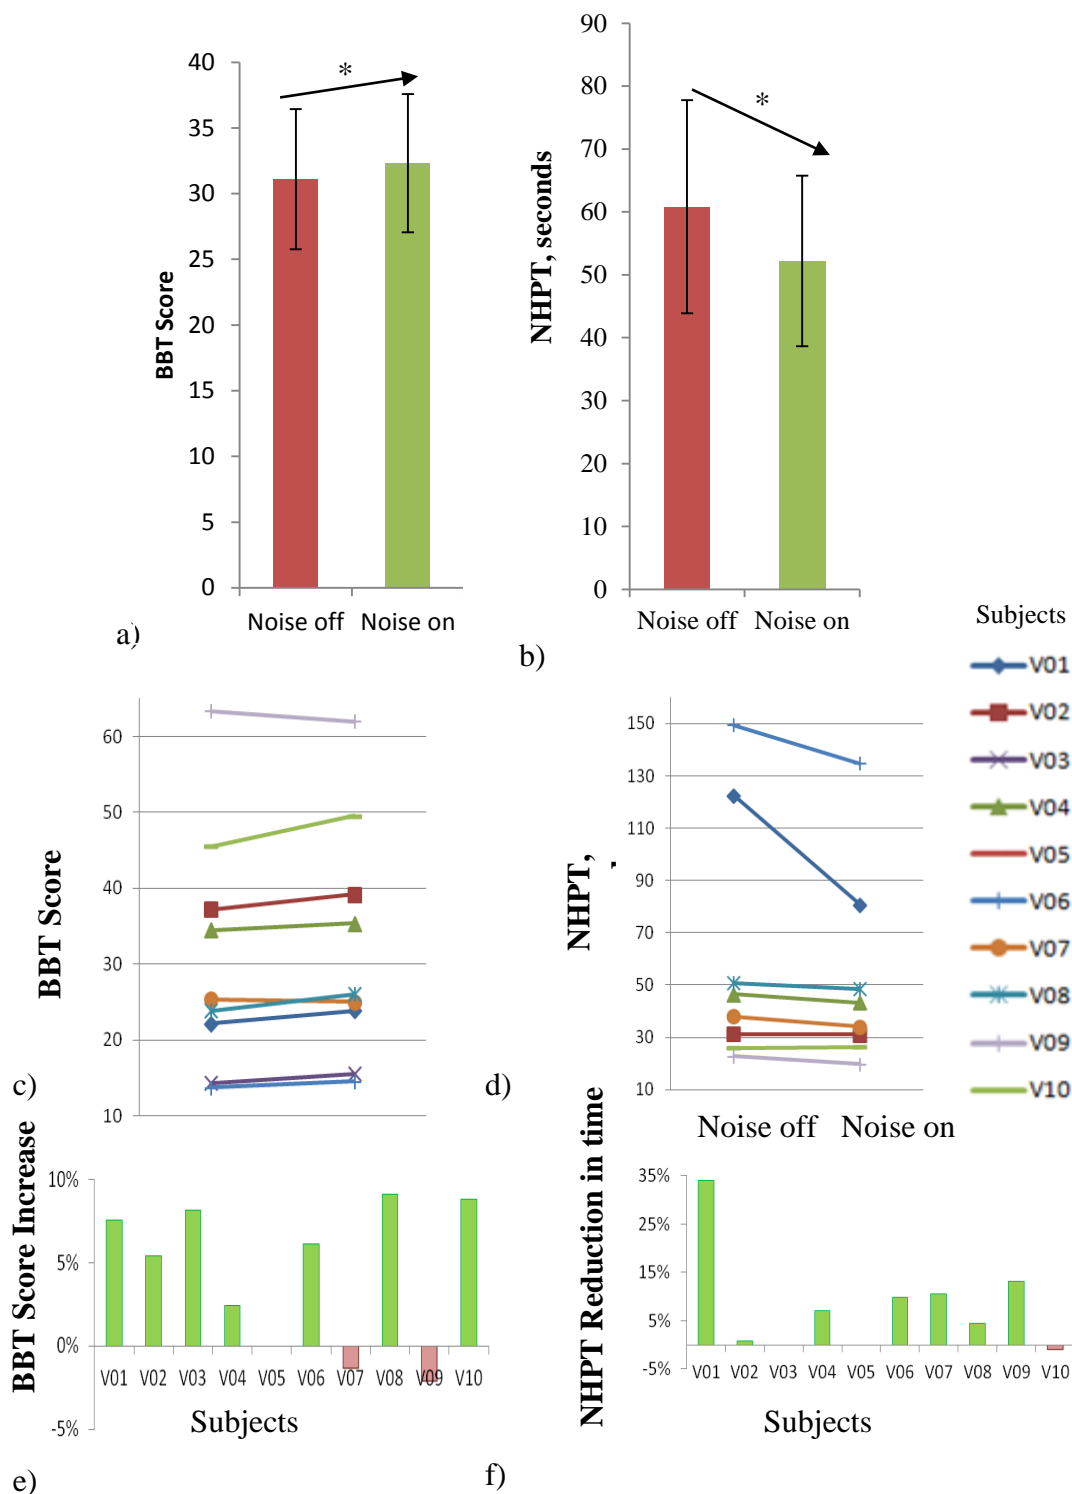 40
35
30
25
20
15
10
5
0
BBT Score
*
Noise off Noise on
a)
90
80
70
60
50
40
30
20
10
0
NHPT, seconds
*
Noise off Noise on
b)
Subjects
V01
V02
V03
V04
V05
V06
V07
V08
V09
V10
60
50
40
30
20
10
BBT Score
c)
150
130
110
90
70
50
30
10
NHPT,
Noise off Noise on
d)
10%
5%
0%
-5%
BBT Score Increase
V01 V02 V03 V04 V05 V06 V07 V08 V09 V10
Subjects
e)
35%
25%
15%
5%
-5%
NHPT Reduction in time
V01 V02 V03 V04 V05 V06 V07 V08 V09 V10
Subjects
f)